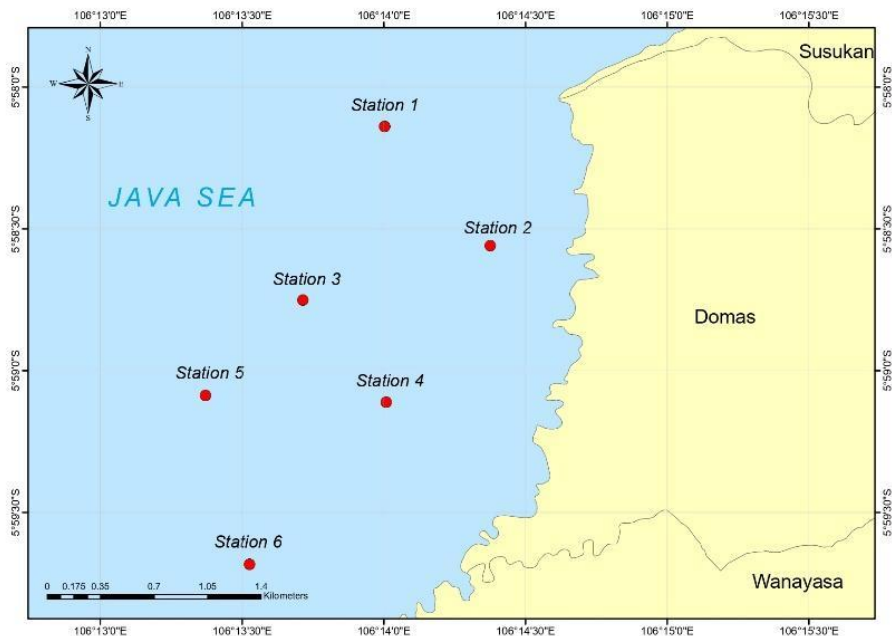 106°13'0"E 106°13'30"E 106°14'0"E 106°14'30"E 106°15'0"E 106°15'30"E
N
W E
S
5°58'0"S 5°58'0"S
Susukan
Station 1
JAVA SEA
Station 2
5°58'30"S 5°58'30"S
Station 3
Domas
Station 5
Station 4
5°59'0"S 5°59'0"S
5°59'30"S 5°59'30"S
Station 6
Wanayasa
0 0.175 0.35 0.7 1.05 1.4
Kilometers
106°13'0"E 106°13'30"E 106°14'0"E 106°14'30"E 106°15'0"E 106°15'30"E